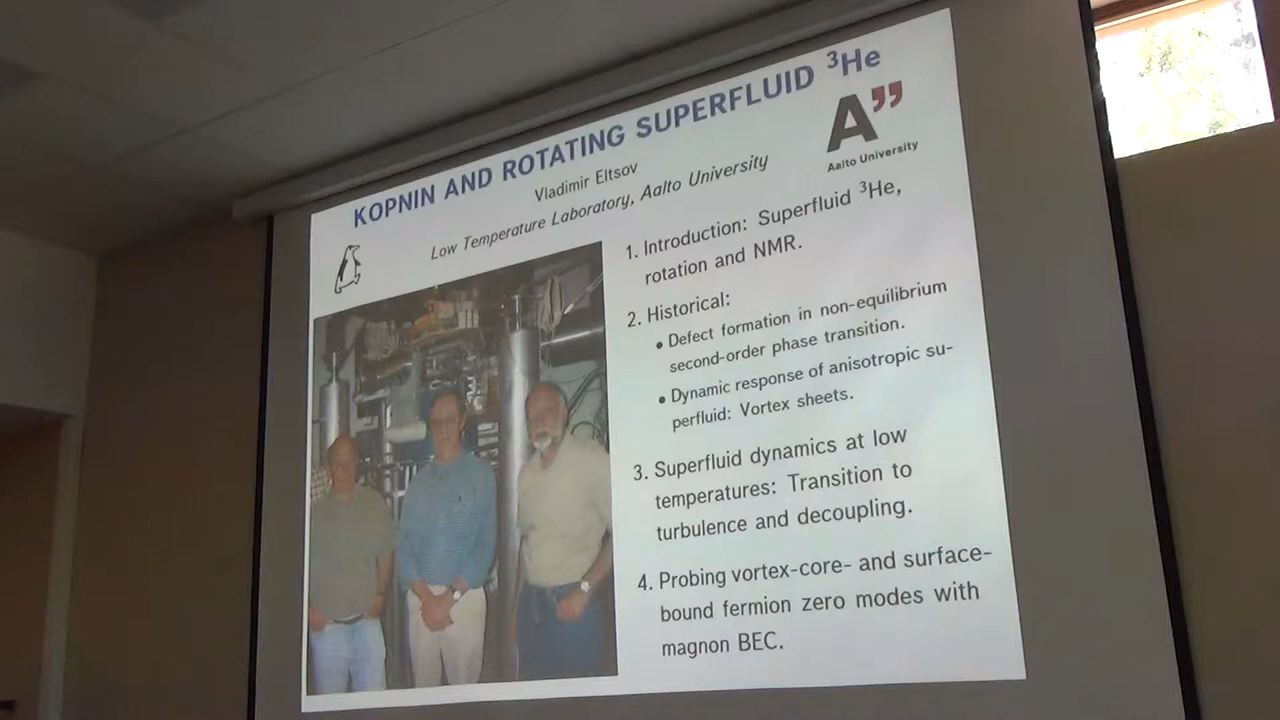 KOPNIN AND ROTATING SUPERFLUID ³He
Vladimir Eltsov
Low Temperature Laboratory, Aalto University
A”
Aalto University
1. Introduction: Superfluid ³He,
rotation and NMR.
2. Historical:
• Defect formation in non-equilibrium
second-order phase transition.
• Dynamic response of anisotropic su-
perfluid: Vortex sheets.
3. Superfluid dynamics at low
temperatures: Transition to
turbulence and decoupling.
4. Probing vortex-core- and surface-
bound fermion zero modes with
magnon BEC.